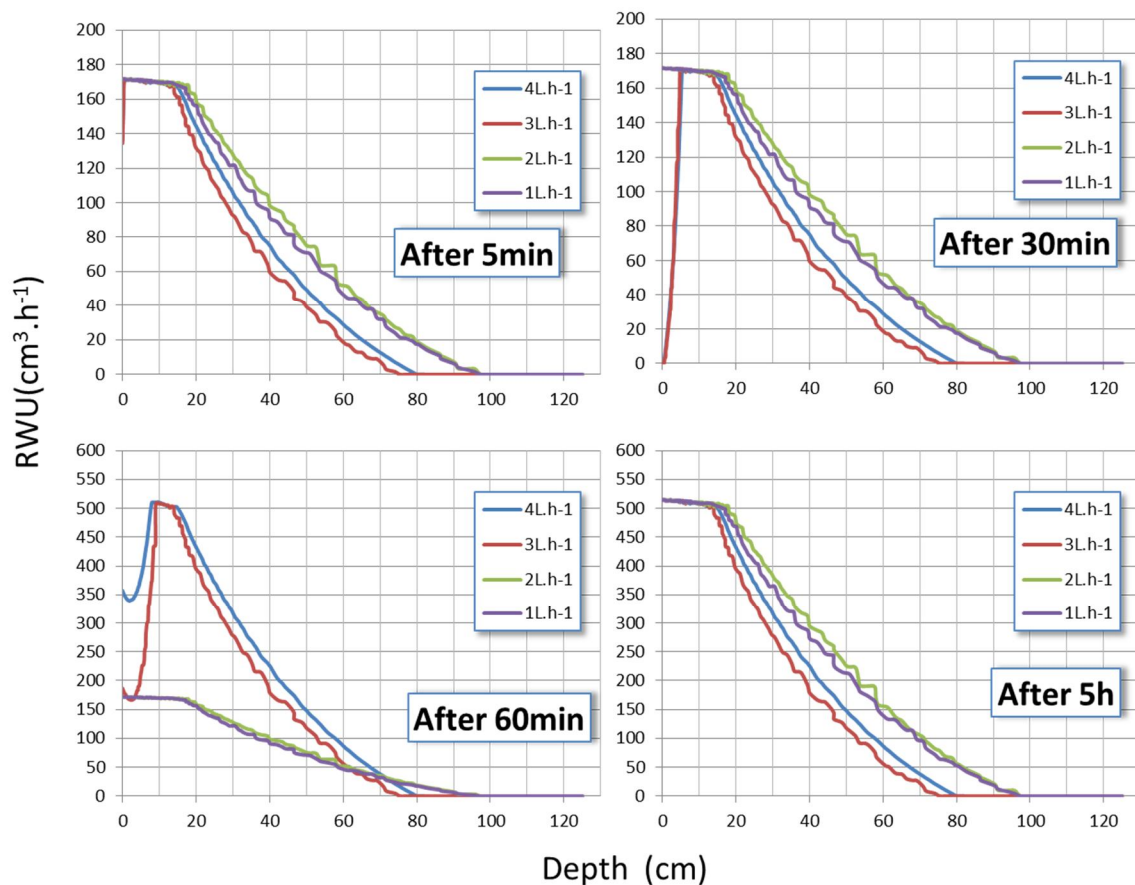 RWU(cm³.h⁻¹)
200
180
160
140
120
100
80
60
40
20
0
0 20 40 60 80 100 120
4L.h-1
3L.h-1
2L.h-1
1L.h-1
After 5min
200
180
160
140
120
100
80
60
40
20
0
0 20 40 60 80 100 120
4L.h-1
3L.h-1
2L.h-1
1L.h-1
After 30min
600
550
500
450
400
350
300
250
200
150
100
50
0
0 20 40 60 80 100 120
4L.h-1
3L.h-1
2L.h-1
1L.h-1
After 60min
600
550
500
450
400
350
300
250
200
150
100
50
0
0 20 40 60 80 100 120
4L.h-1
3L.h-1
2L.h-1
1L.h-1
After 5h
Depth (cm)